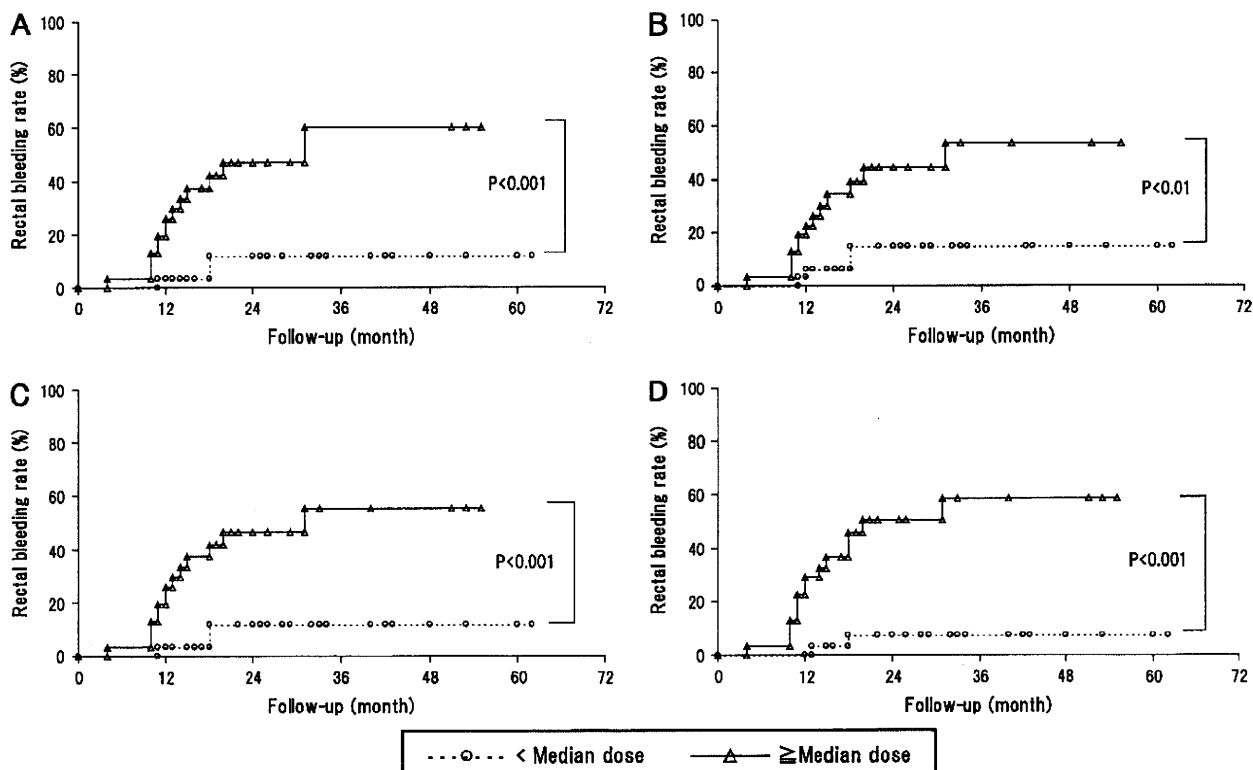 A
100
80
60
40
20
0
Rectal bleeding rate (%)
P<0.001
0 12 24 36 48 60 72
Follow-up (month)
B
100
80
60
40
20
0
Rectal bleeding rate (%)
P<0.01
0 12 24 36 48 60 72
Follow-up (month)
C
100
80
60
40
20
0
Rectal bleeding rate (%)
P<0.001
0 12 24 36 48 60 72
Follow-up (month)
D
100
80
60
40
20
0
Rectal bleeding rate (%)
P<0.001
0 12 24 36 48 60 72
Follow-up (month)
< Median dose ≧Median dose